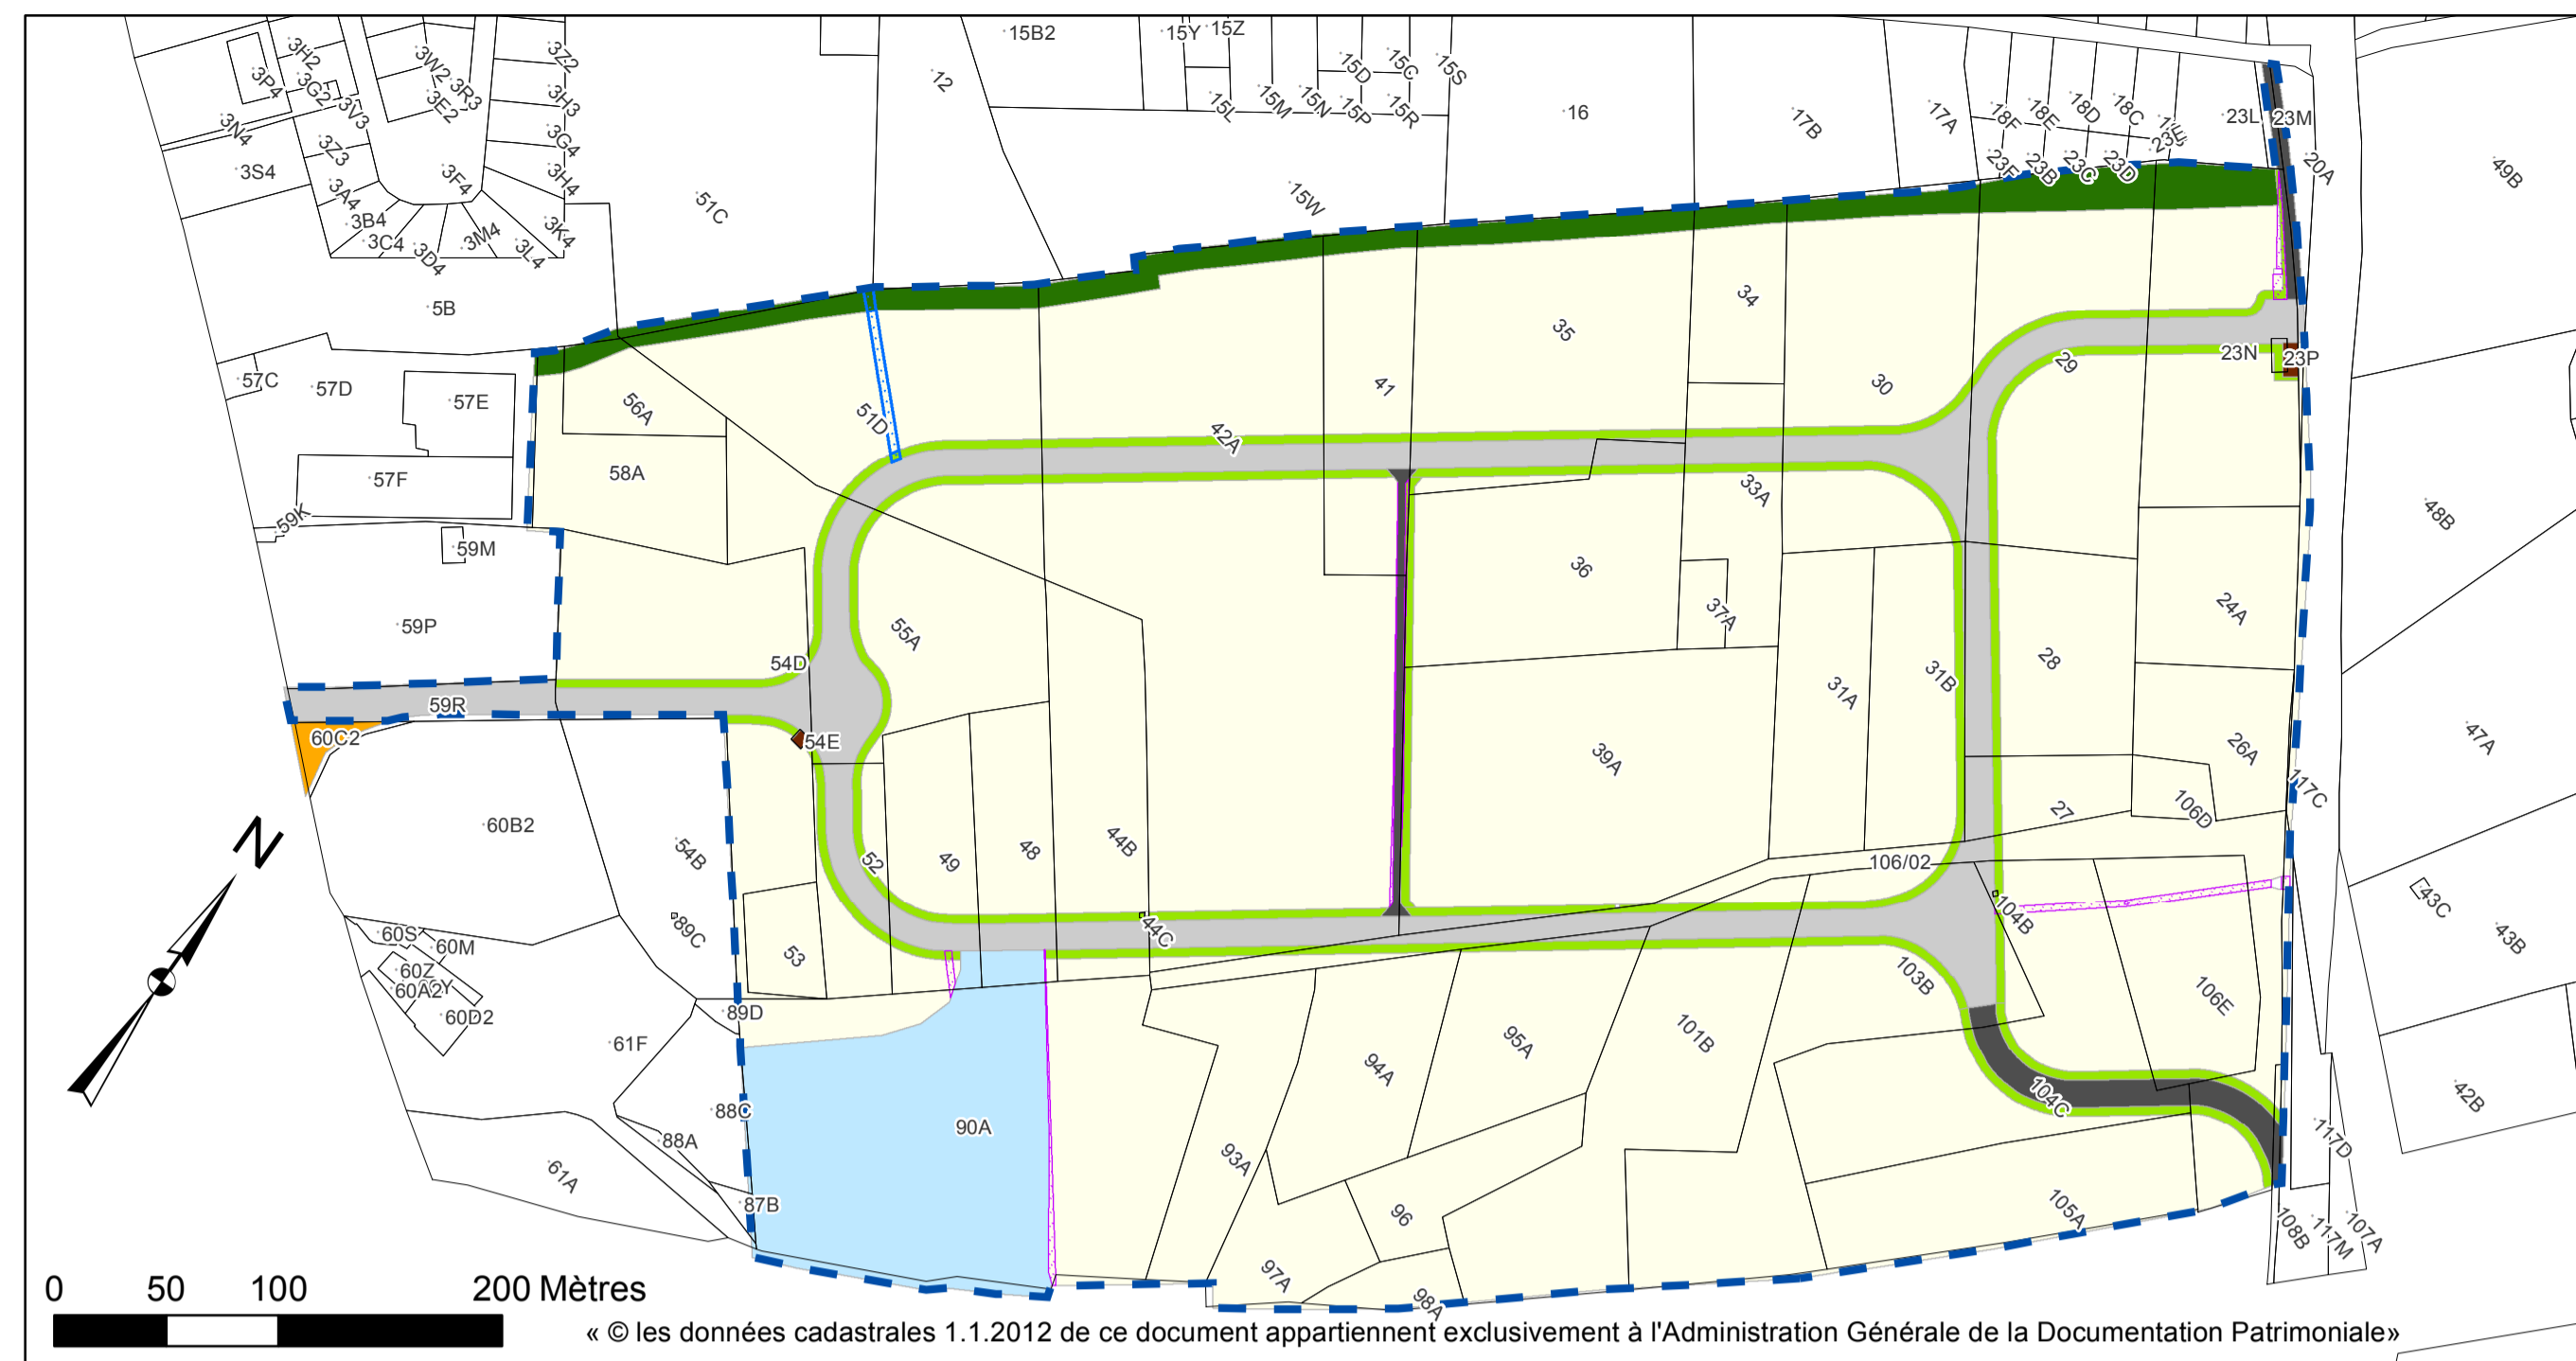 15B2
15Y
15Z
3H2
3W2
3Z2
3P4
3G2
3R3
12
15D
15C
15S
3V3
3E2
3H3
15L
15M
15N
15P
15R
16
17B
17A
18F
18E
18D
18C
23L
23M
3N4
3Z3
3G4
3S4
3F4
3H4
23F
23B
23C
23D
20A
49B
3A4
51C
15W
3B4
3C4
3D4
3M4
3L4
3K4
5B
34
35
57C
57D
57E
56A
51D
41
30
29
23N
23P
42A
57F
58A
33A
48B
59K
59M
36
37A
24A
59P
55A
54D
31A
31B
28
59R
60C2
54E
39A
26A
47A
117C
60B2
54B
52
49
48
44B
106/02
27
106D
N
89C
44C
104B
43C
43B
60S
60M
60Z
60A2
Y
60D2
53
103B
106E
89D
61F
101B
95A
94A
104C
42B
88C
88A
90A
93A
117D
61A
87B
96
105A
108B
117M
107A
97A
98A
0 50 100 200 Mètres
« © les données cadastrales 1.1.2012 de ce document appartiennent exclusivement à l'Administration Générale de la Documentation Patrimoniale»